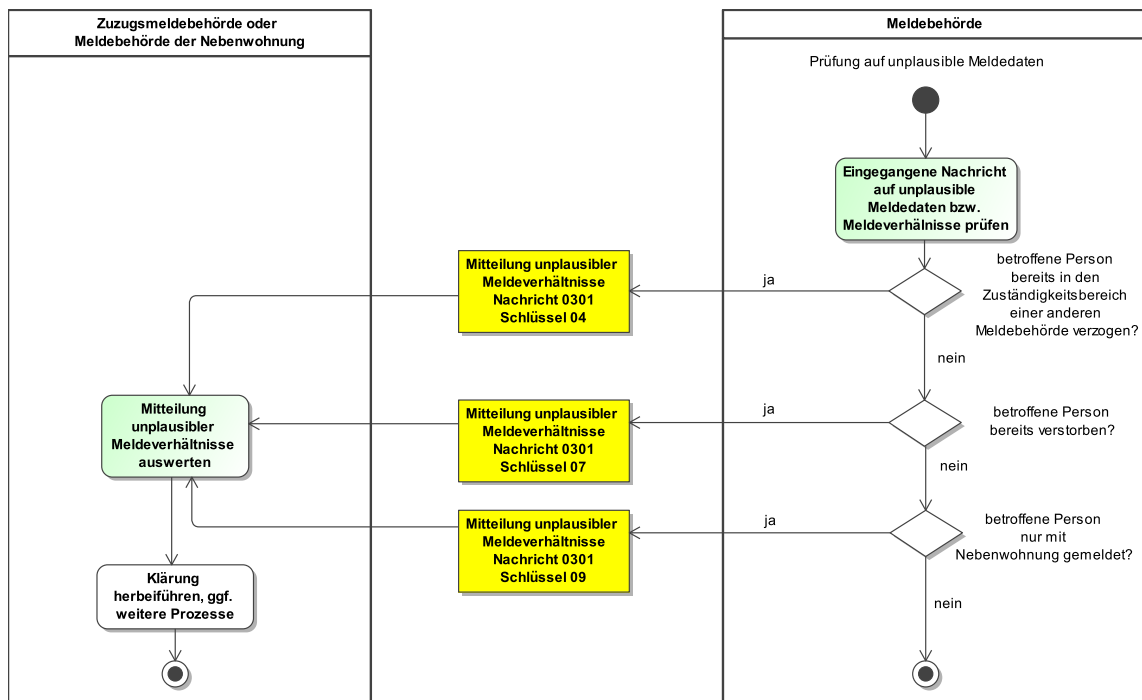 Zuzugsmeldebehörde oder
Meldebehörde der Nebenwohnung
Meldebehörde
Prüfung auf unplausible Meldedaten
Eingegangene Nachricht
auf unplausible
Meldedaten bzw.
Meldeverhälnisse prüfen
betroffene Person
bereits in den
Zuständigkeitsbereich
einer anderen
Meldebehörde verzogen?
ja
Mitteilung unplausibler
Meldeverhältnisse
Nachricht 0301
Schlüssel 04
nein
betroffene Person
bereits verstorben?
ja
Mitteilung unplausibler
Meldeverhältnisse
Nachricht 0301
Schlüssel 07
Mitteilung
unplausibler
Meldeverhältnisse
auswerten
nein
betroffene Person
nur mit
Nebenwohnung gemeldet?
ja
Mitteilung unplausibler
Meldeverhältnisse
Nachricht 0301
Schlüssel 09
Klärung
herbeiführen, ggf.
weitere Prozesse
nein